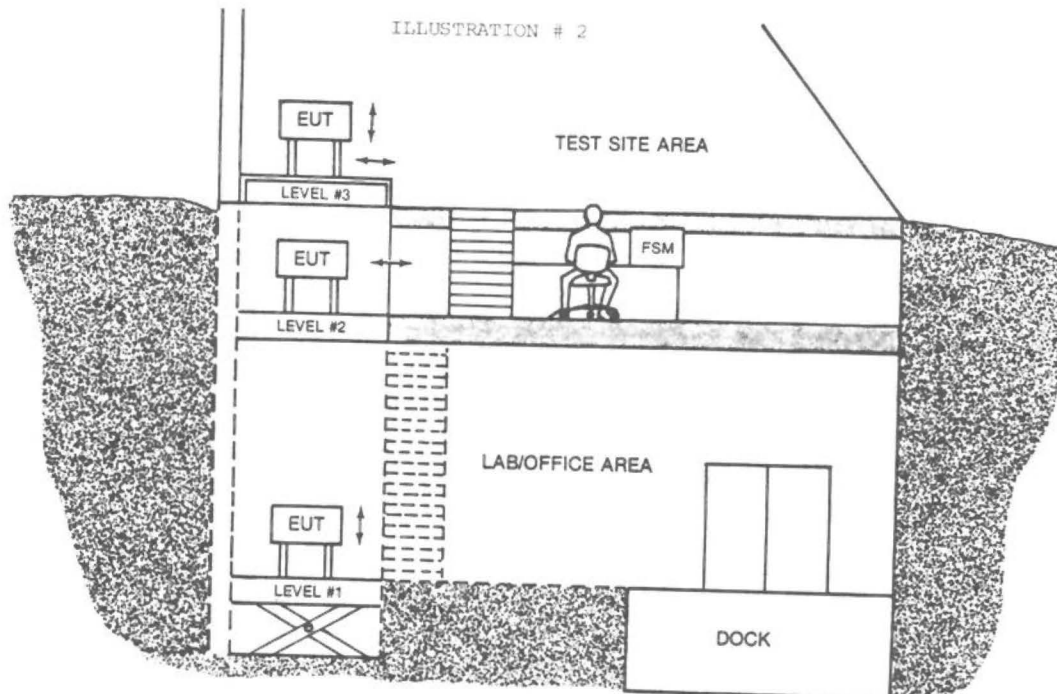 ILLUSTRATION # 2
EUT
TEST SITE AREA
LEVEL #3
EUT
FSM
LEVEL #2
LAB/OFFICE AREA
EUT
LEVEL #1
DOCK